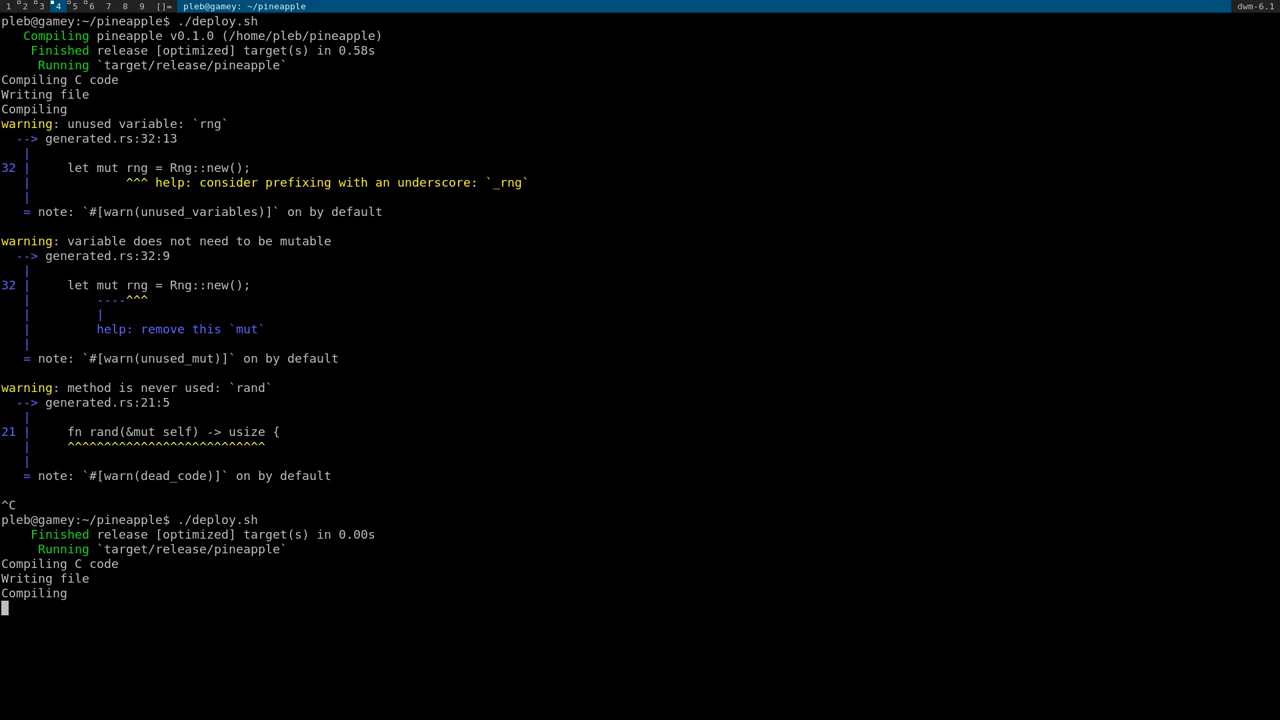 1 2 3 4 5 6 7 8 9 []= pleb@gamey: ~/pineapple dwm-6.1
pleb@gamey:~/pineapple$ ./deploy.sh
   Compiling pineapple v0.1.0 (/home/pleb/pineapple)
    Finished release [optimized] target(s) in 0.58s
     Running `target/release/pineapple`
Compiling C code
Writing file
Compiling
warning: unused variable: `rng`
  --> generated.rs:32:13
   |
32 |     let mut rng = Rng::new();
   |             ^^^ help: consider prefixing with an underscore: `_rng`
   |
   = note: `#[warn(unused_variables)]` on by default
warning: variable does not need to be mutable
  --> generated.rs:32:9
   |
32 |     let mut rng = Rng::new();
   |         ----^^^
   |         |
   |         help: remove this `mut`
   |
   = note: `#[warn(unused_mut)]` on by default
warning: method is never used: `rand`
  --> generated.rs:21:5
   |
21 |     fn rand(&mut self) -> usize {
   |     ^^^^^^^^^^^^^^^^^^^^^^^^^^^
   |
   = note: `#[warn(dead_code)]` on by default
^C
pleb@gamey:~/pineapple$ ./deploy.sh
    Finished release [optimized] target(s) in 0.00s
     Running `target/release/pineapple`
Compiling C code
Writing file
Compiling